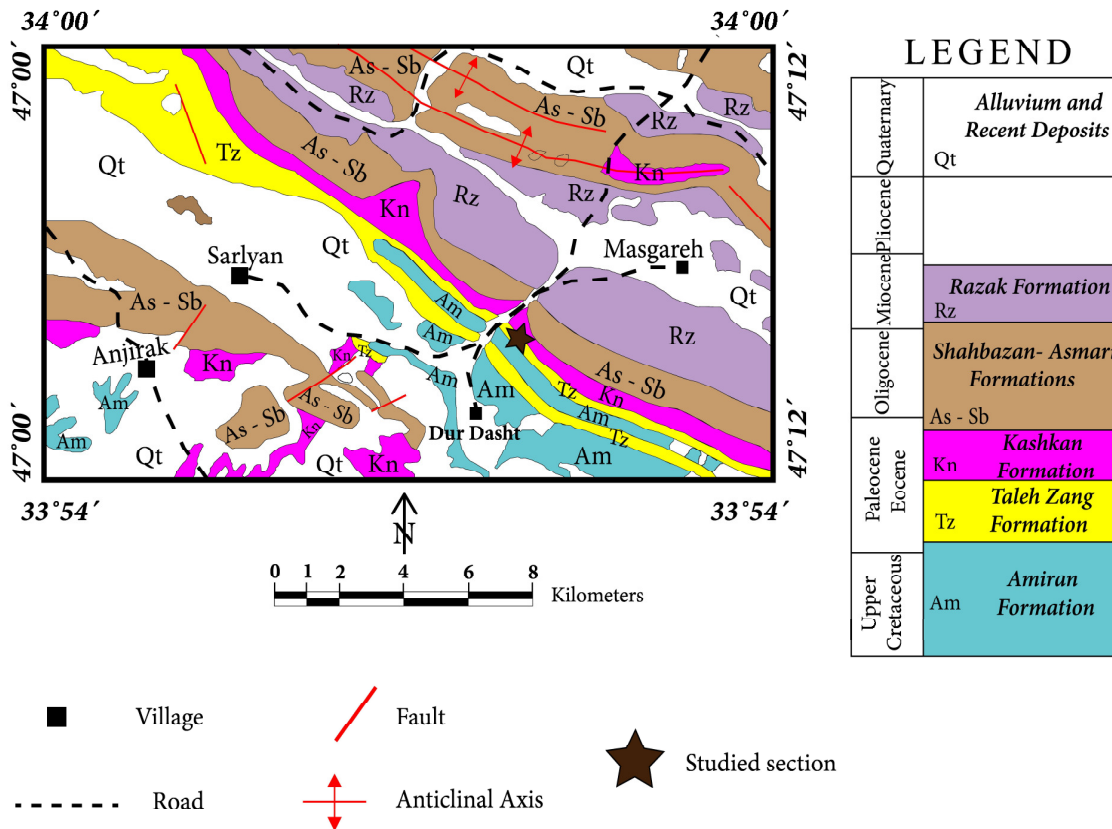 34°00′
34°00′
47°00′
47°12′
47°00′
47°12′
33°54′
33°54′
As - Sb
Qt
Rz
As - Sb
Rz
Rz
Tz
As - Sb
Kn
Qt
Kn
Rz
Rz
Qt
Masgareh
Sarlyan
Qt
Am
As - Sb
Am
Rz
Anjirak
Kn
Kn
Tz
Am
As - Sb
Am
Tz
Kn
Am
As - Sb
Am
Dur Dasht
Tz
Am
As - Sb
Kn
Qt
Qt
Kn
Am
N
0 1 2 4 6 8
Kilometers
LEGEND
Quaternary
Alluvium and
Recent Deposits
Qt
Pliocene
Miocene
Razak Formation
Rz
Oligocene
Shahbazan- Asmari
Formations
As - Sb
Paleocene
Eocene
Kashkan
Kn
Formation
Taleh Zang
Tz
Formation
Upper
Cretaceous
Amiran
Am
Formation
Village
Fault
Studied section
Road
Anticlinal Axis